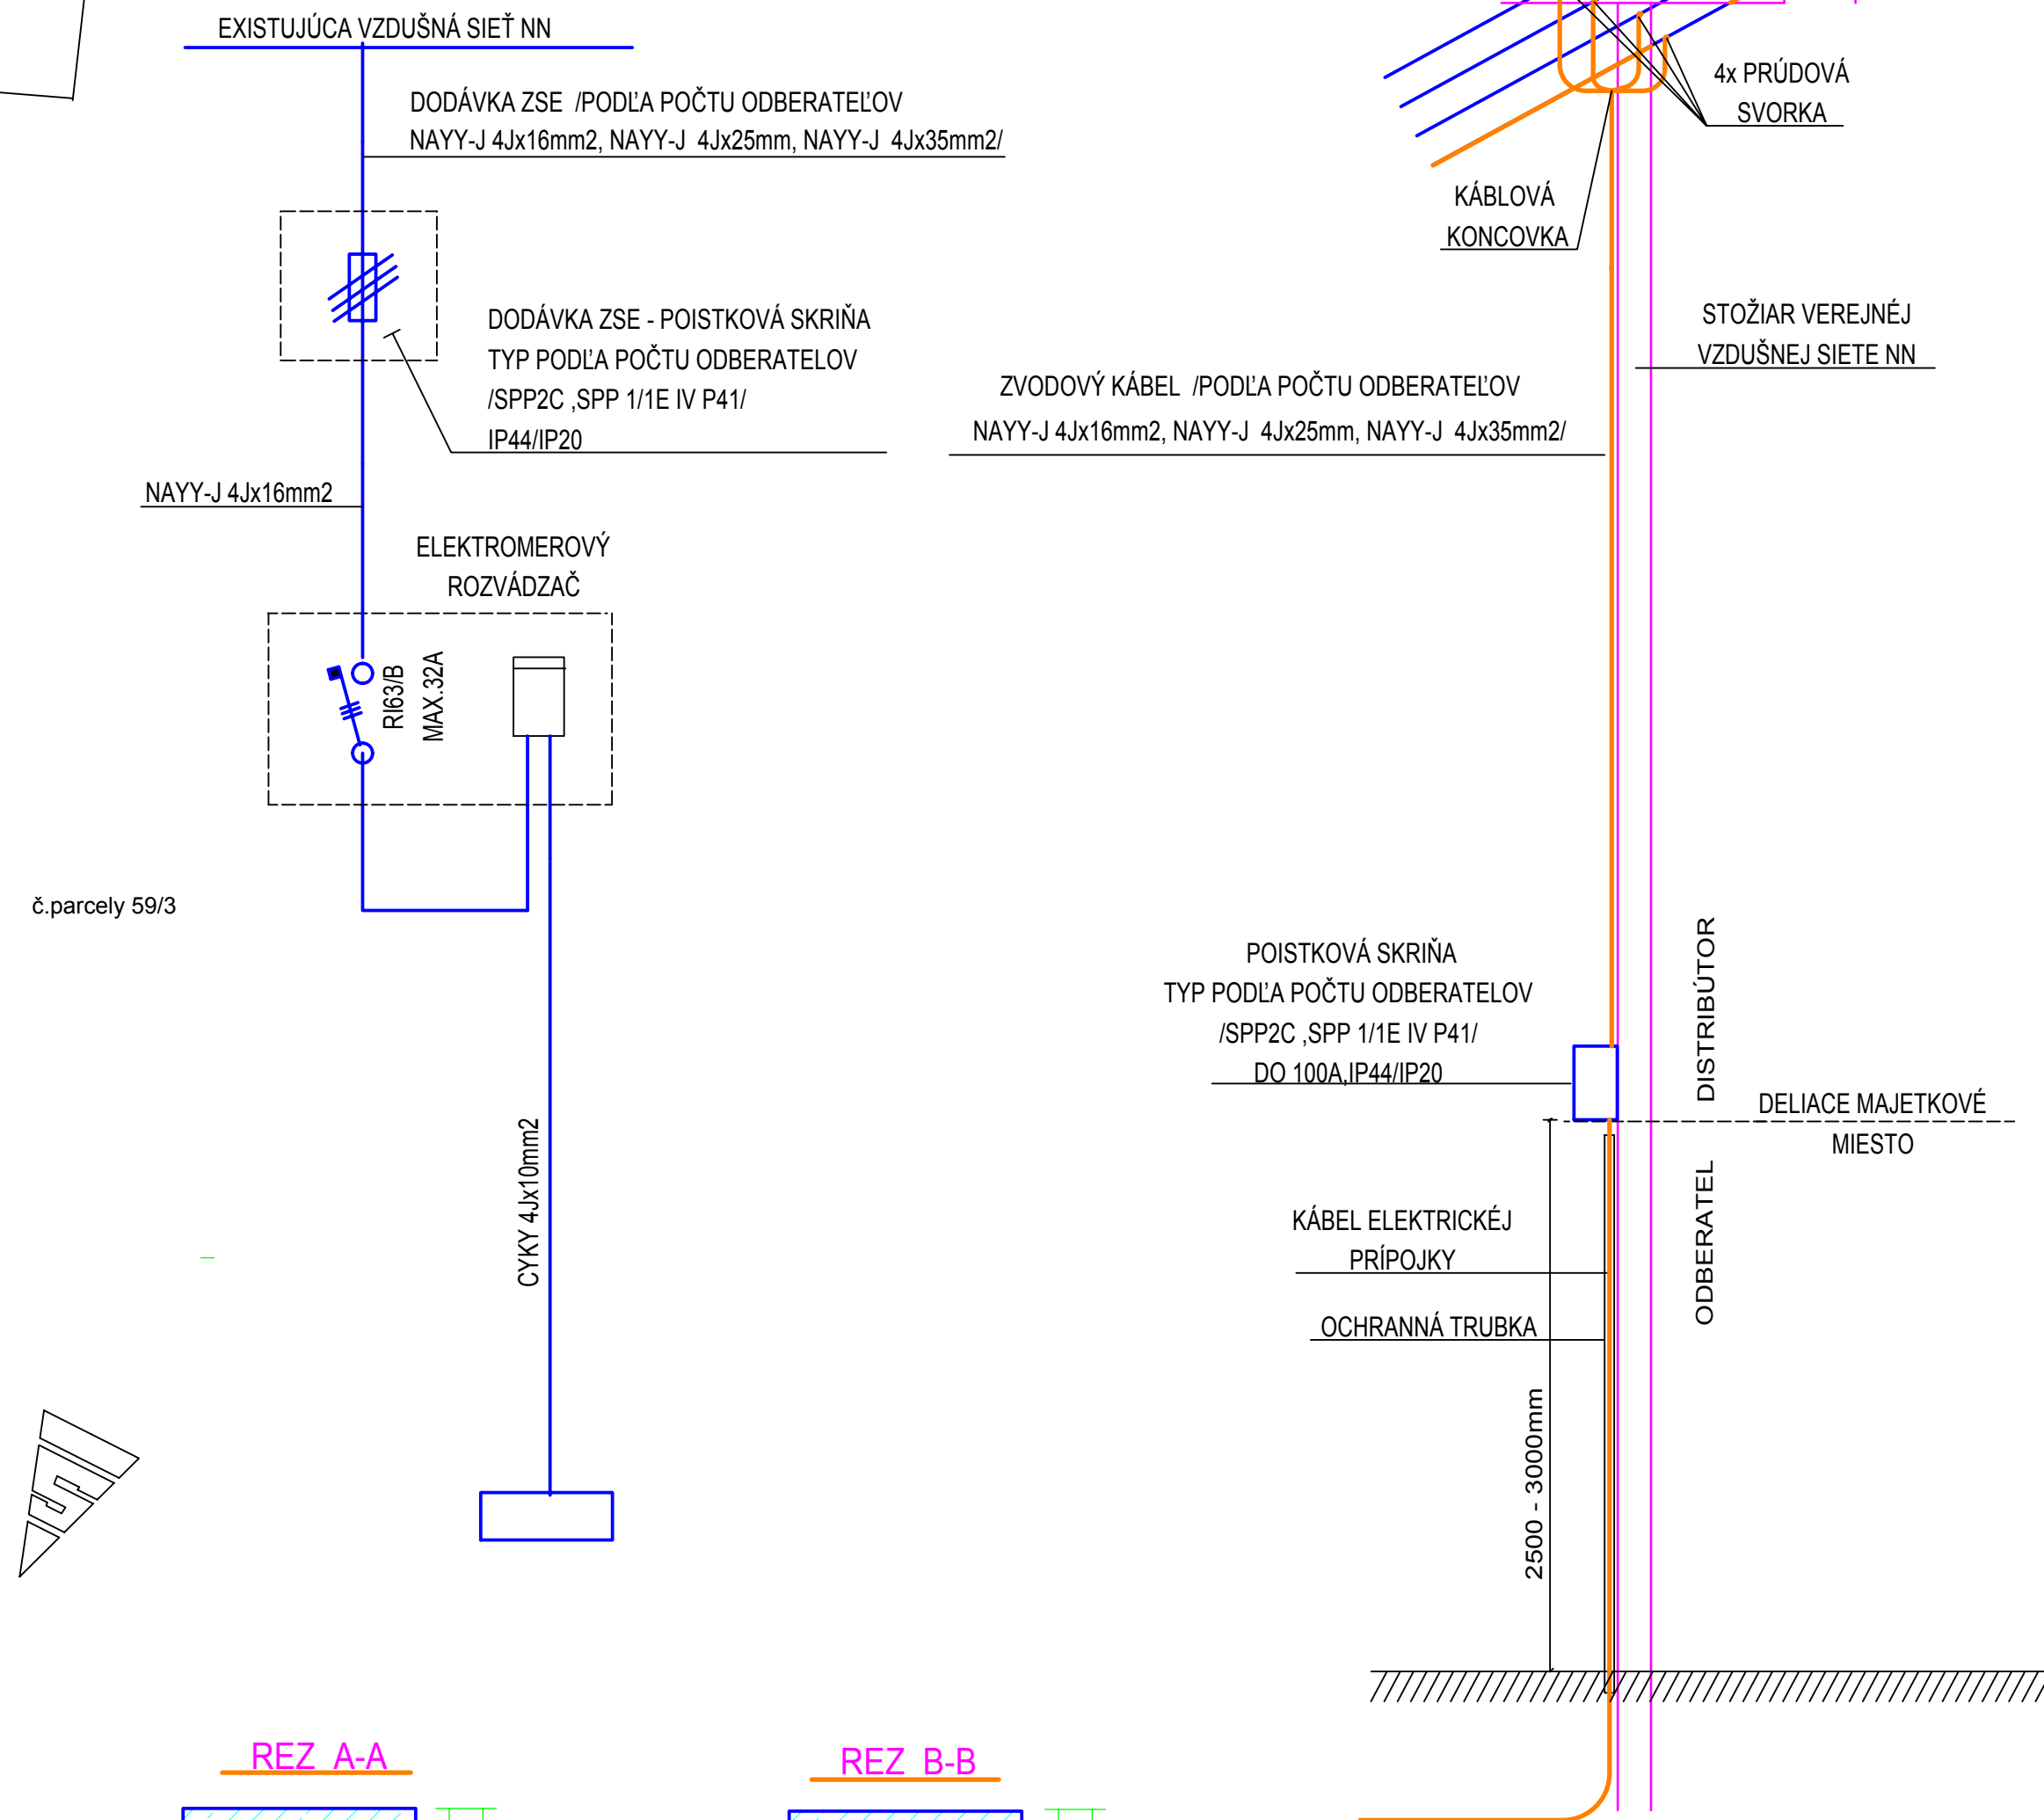 EXISTUJÚCA VZDUŠNÁ SIEŤ NN
DODÁVKA ZSE /PODĽA POČTU ODBERATEĽOV
NAYY-J 4Jx16mm2, NAYY-J 4Jx25mm, NAYY-J 4Jx35mm2/
DODÁVKA ZSE - POISTKOVÁ SKRIŇA
TYP PODĽA POČTU ODBERATELOV
/SPP2C ,SPP 1/1E IV P41/
IP44/IP20
NAYY-J 4Jx16mm2
ELEKTROMEROVÝ
ROZVÁDZAČ
RI63/B
MAX.32A
č.parcely 59/3
CYKY 4Jx10mm2
4x PRÚDOVÁ
SVORKA
KÁBLOVÁ
KONCOVKA
STOŽIAR VEREJNÉJ
VZDUŠNEJ SIETE NN
ZVODOVÝ KÁBEL /PODĽA POČTU ODBERATEĽOV
NAYY-J 4Jx16mm2, NAYY-J 4Jx25mm, NAYY-J 4Jx35mm2/
POISTKOVÁ SKRIŇA
TYP PODĽA POČTU ODBERATELOV
/SPP2C ,SPP 1/1E IV P41/
DO 100A,IP44/IP20
DISTRIBÚTOR
DELIACE MAJETKOVÉ
MIESTO
ODBERATEL
KÁBEL ELEKTRICKÉJ
PRÍPOJKY
OCHRANNÁ TRUBKA
2500 - 3000mm
REZ A-A
REZ B-B